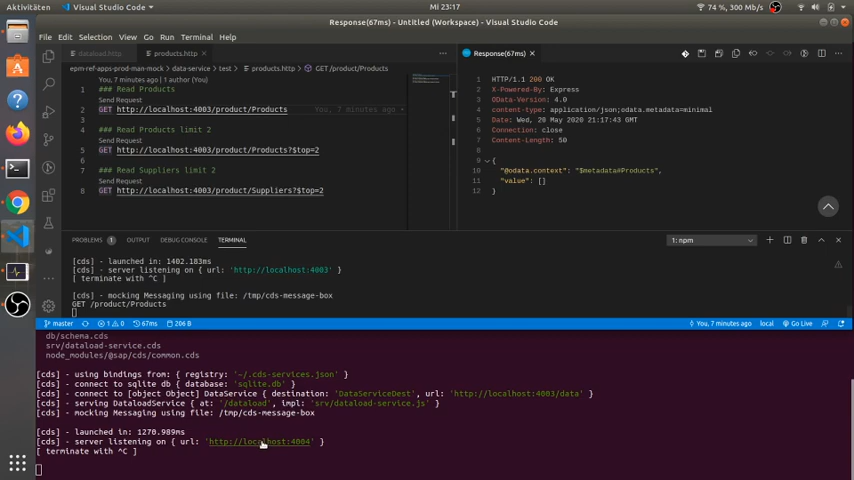 Aktivitäten
Visual Studio Code
Mi 23:17
74 %, 300 Mb/s
Response(67ms) - Untitled (Workspace) - Visual Studio Code
File Edit Selection View Go Run Terminal Help
dataload.http
products.http
Response(67ms)
epm-ref-apps-prod-man-mock > data-service > test > products.http > GET /product/Products
You, 7 minutes ago | 1 author (You)
1 ### Read Products
Send Request
2 GET http://localhost:4003/product/Products You, 7 minutes ago •
3
4 ### Read Products limit 2
Send Request
5 GET http://localhost:4003/product/Products?$top=2
6
7 ### Read Suppliers limit 2
Send Request
8 GET http://localhost:4003/product/Suppliers?$top=2
1 HTTP/1.1 200 OK
2 X-Powered-By: Express
3 OData-Version: 4.0
4 content-type: application/json;odata.metadata=minimal
5 Date: Wed, 20 May 2020 21:17:43 GMT
6 Connection: close
7 Content-Length: 50
8
9 {
10 "@odata.context": "$metadata#Products",
11 "value": []
12 }
PROBLEMS 1 OUTPUT DEBUG CONSOLE TERMINAL
1: npm
[cds] - launched in: 1402.183ms
[cds] - server listening on { url: 'http://localhost:4003' }
[ terminate with ^C ]
[cds] - mocking Messaging using file: /tmp/cds-message-box
GET /product/Products
master 1 0 67ms 206 B
You, 7 minutes ago local Go Live
db/schema.cds
srv/dataload-service.cds
node_modules/@sap/cds/common.cds
[cds] - using bindings from: { registry: '~/.cds-services.json' }
[cds] - connect to sqlite db { database: 'sqlite.db' }
[cds] - connect to [object Object] DataService { destination: 'DataServiceDest', url: 'http://localhost:4003/data' }
[cds] - serving DataloadService { at: '/dataload', impl: 'srv/dataload-service.js' }
[cds] - mocking Messaging using file: /tmp/cds-message-box
[cds] - launched in: 1270.989ms
[cds] - server listening on { url: 'http://localhost:4004' }
[ terminate with ^C ]